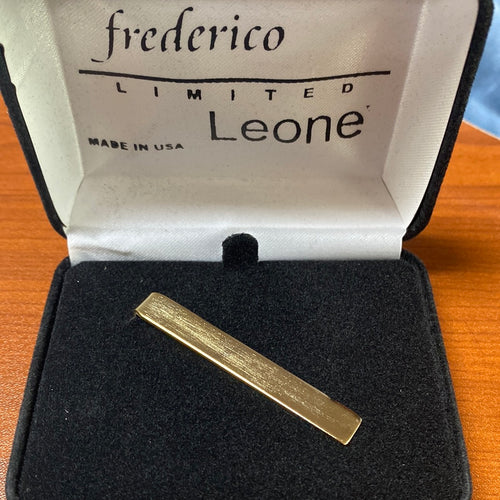 frederico
LIMITED
Leone
MADE IN USA